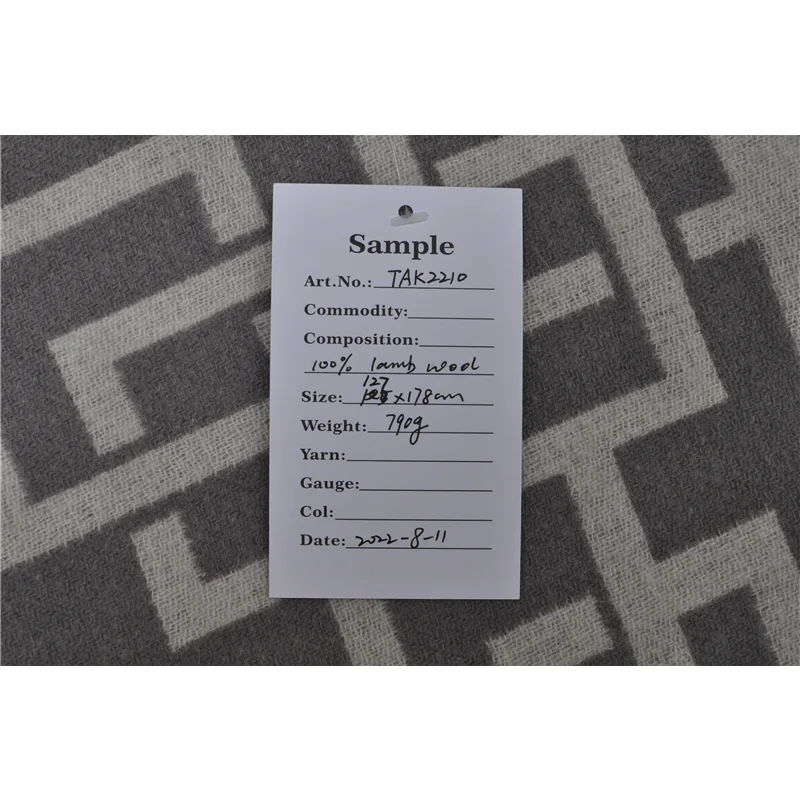 Sample
Art.No.: TAK2210
Commodity:
Composition:
100% lamb wool
127
Size: x178cm
Weight: 790g
Yarn:
Gauge:
Col:
Date: 2022-8-11